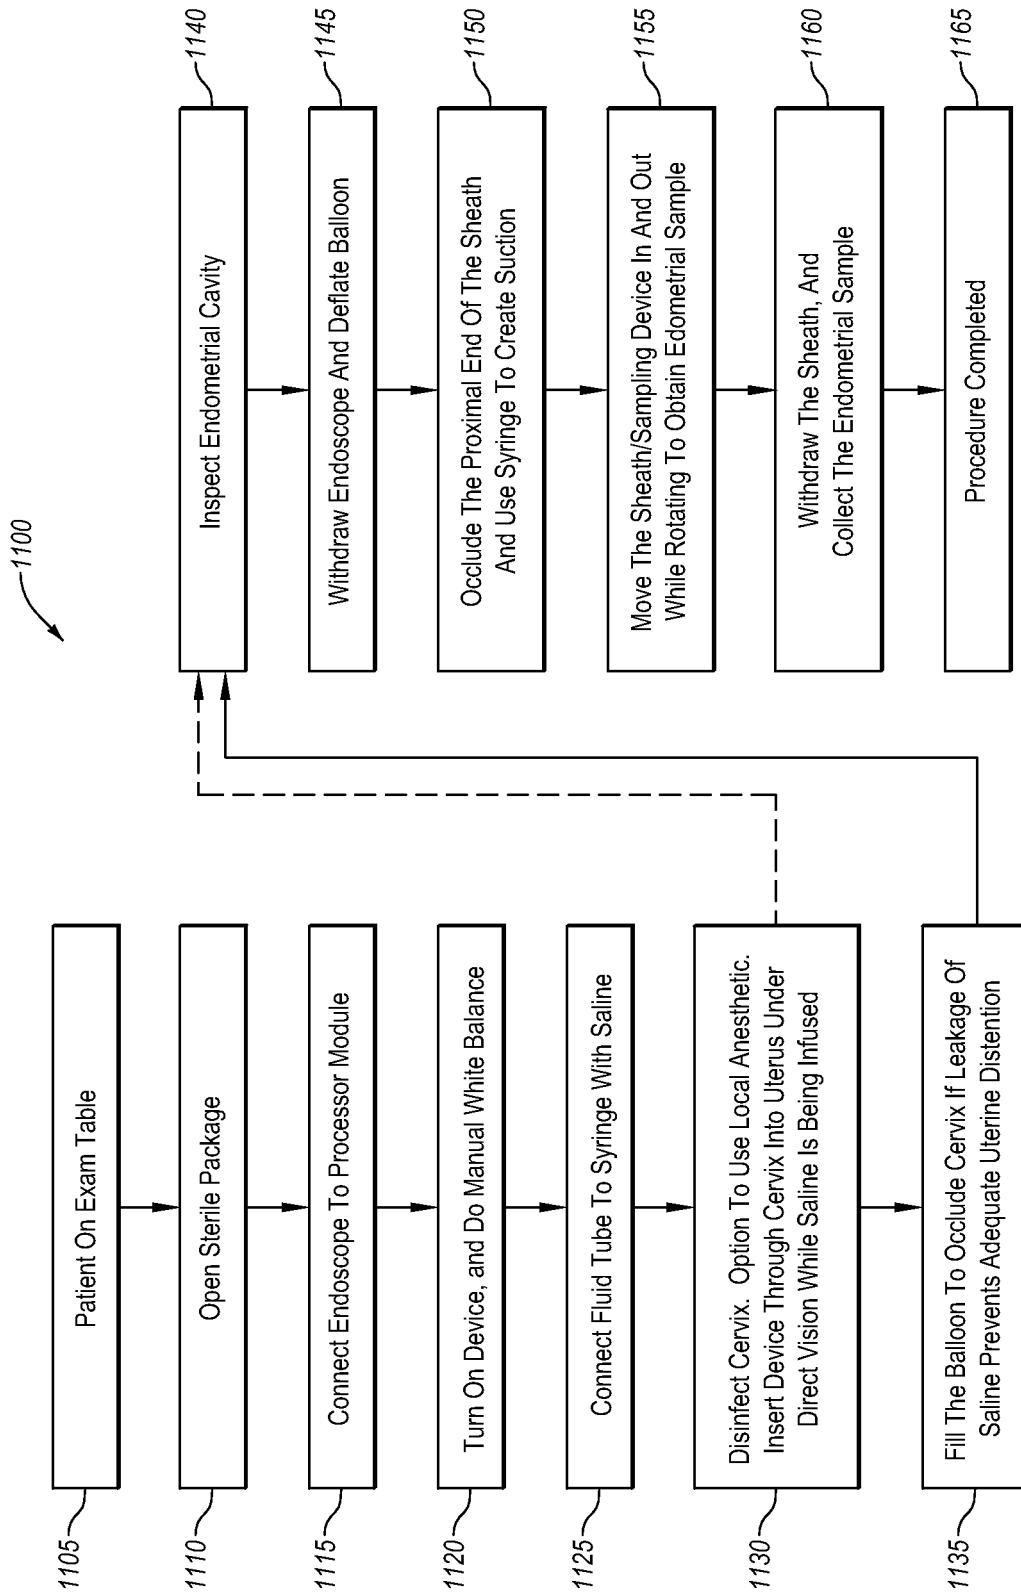 1100
1105
Patient On Exam Table
1110
Open Sterile Package
1115
Connect Endoscope To Processor Module
1120
Turn On Device, and Do Manual White Balance
1125
Connect Fluid Tube To Syringe With Saline
1130
Disinfect Cervix. Option To Use Local Anesthetic.
Insert Device Through Cervix Into Uterus Under
Direct Vision While Saline Is Being Infused
1135
Fill The Balloon To Occlude Cervix If Leakage Of
Saline Prevents Adequate Uterine Distention
1140
Inspect Endometrial Cavity
1145
Withdraw Endoscope And Deflate Balloon
1150
Occlude The Proximal End Of The Sheath
And Use Syringe To Create Suction
1155
Move The Sheath/Sampling Device In And Out
While Rotating To Obtain Edometrial Sample
1160
Withdraw The Sheath, And
Collect The Endometrial Sample
1165
Procedure Completed